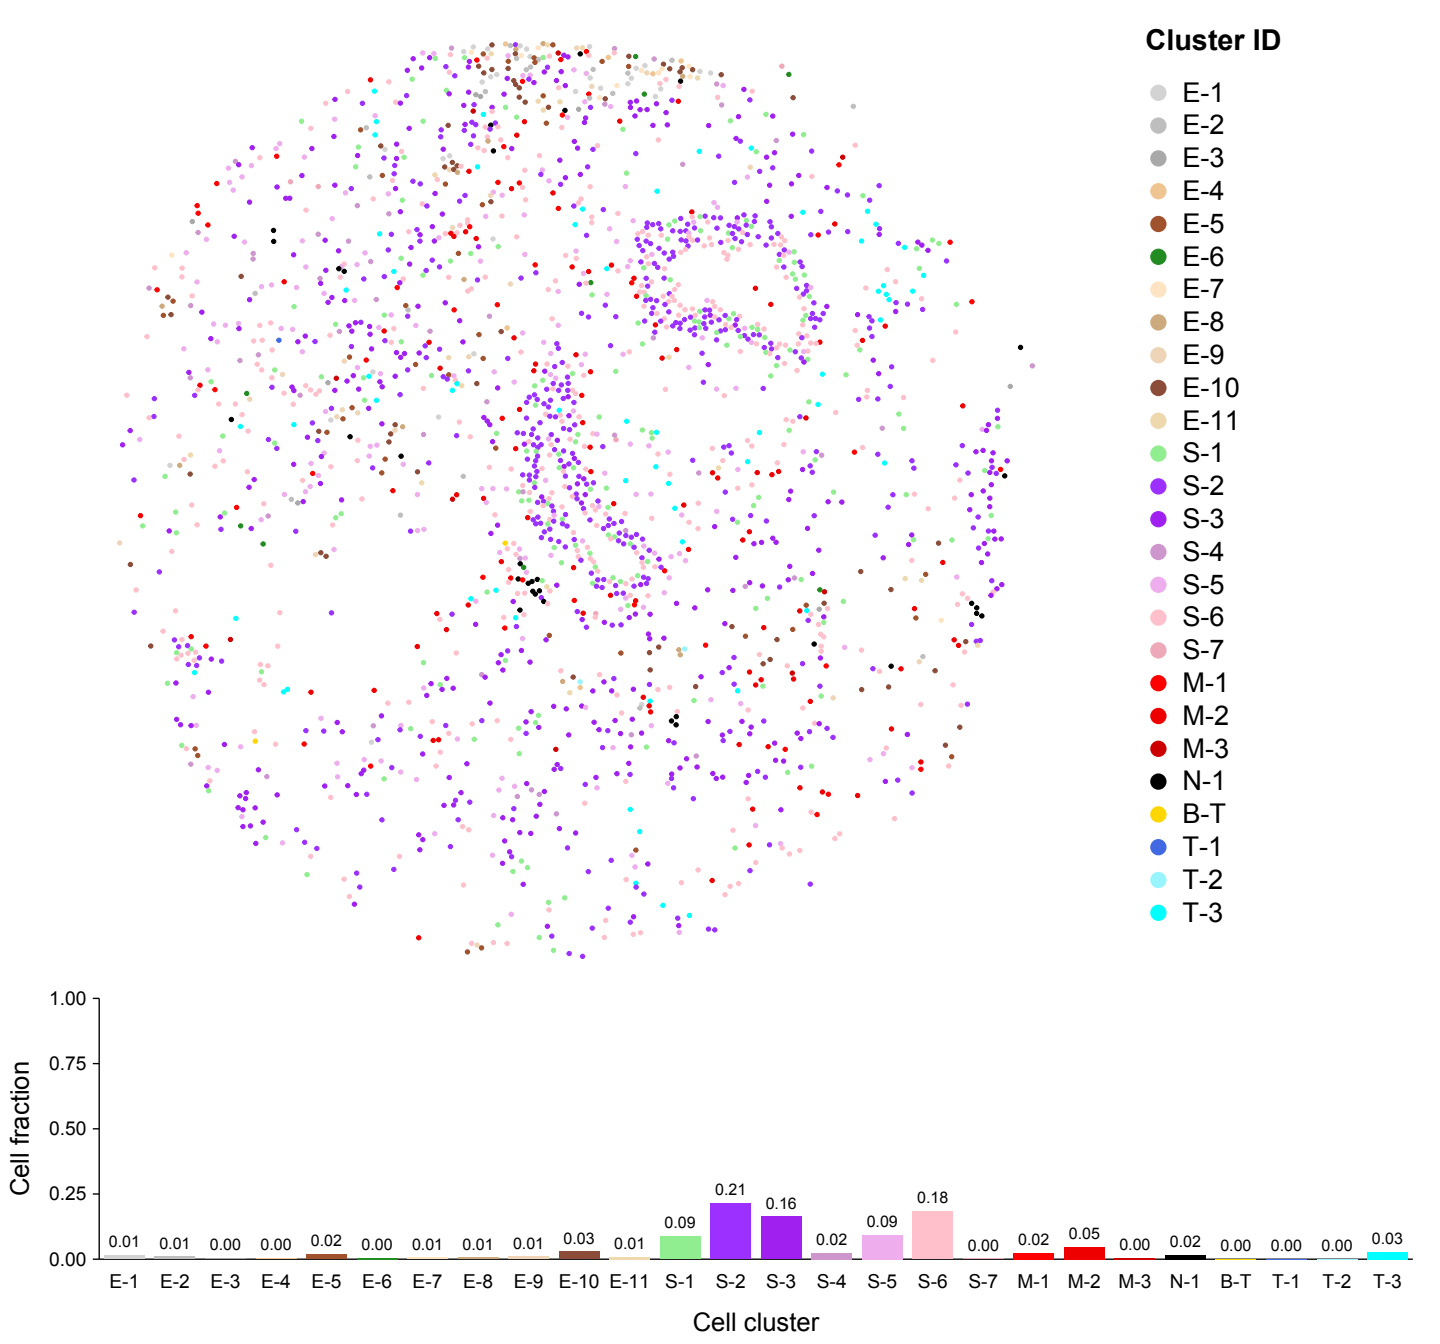 Cluster ID
E-1
E-2
E-3
E-4
E-5
E-6
E-7
E-8
E-9
E-10
E-11
S-1
S-2
S-3
S-4
S-5
S-6
S-7
M-1
M-2
M-3
N-1
B-T
T-1
T-2
T-3
1.00
0.75
0.50
0.25
0.00
Cell fraction
0.01 0.01 0.00 0.00 0.02 0.00 0.01 0.01 0.01 0.03 0.01 0.09 0.21 0.16 0.02 0.09 0.18 0.00 0.02 0.05 0.00 0.02 0.00 0.00 0.00 0.03
E-1 E-2 E-3 E-4 E-5 E-6 E-7 E-8 E-9 E-10 E-11 S-1 S-2 S-3 S-4 S-5 S-6 S-7 M-1 M-2 M-3 N-1 B-T T-1 T-2 T-3
Cell cluster